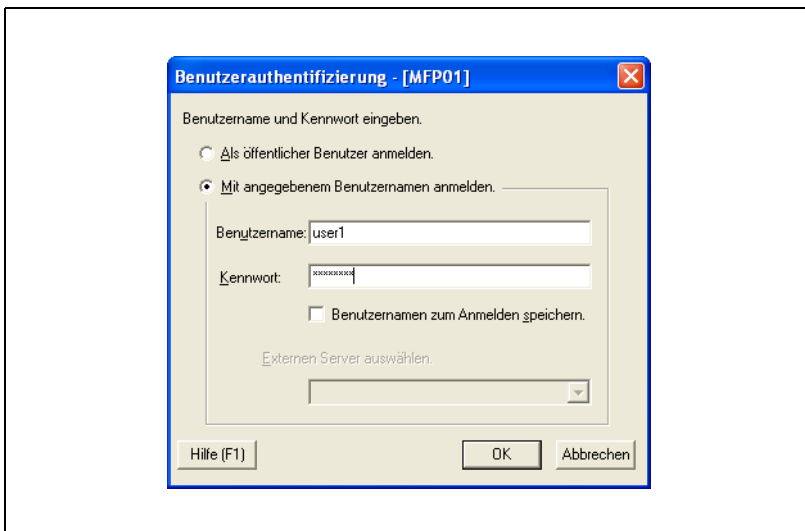 Benutzerauthentifizierung - [MFP01]
Benutzername und Kennwort eingeben.
Als öffentlicher Benutzer anmelden.
Mit angegebenem Benutzernamen anmelden.
Benutzername: user1
Kennwort: ××××××××
Benutzernamen zum Anmelden speichern.
Externen Server auswählen.
Hilfe (F1) OK Abbrechen